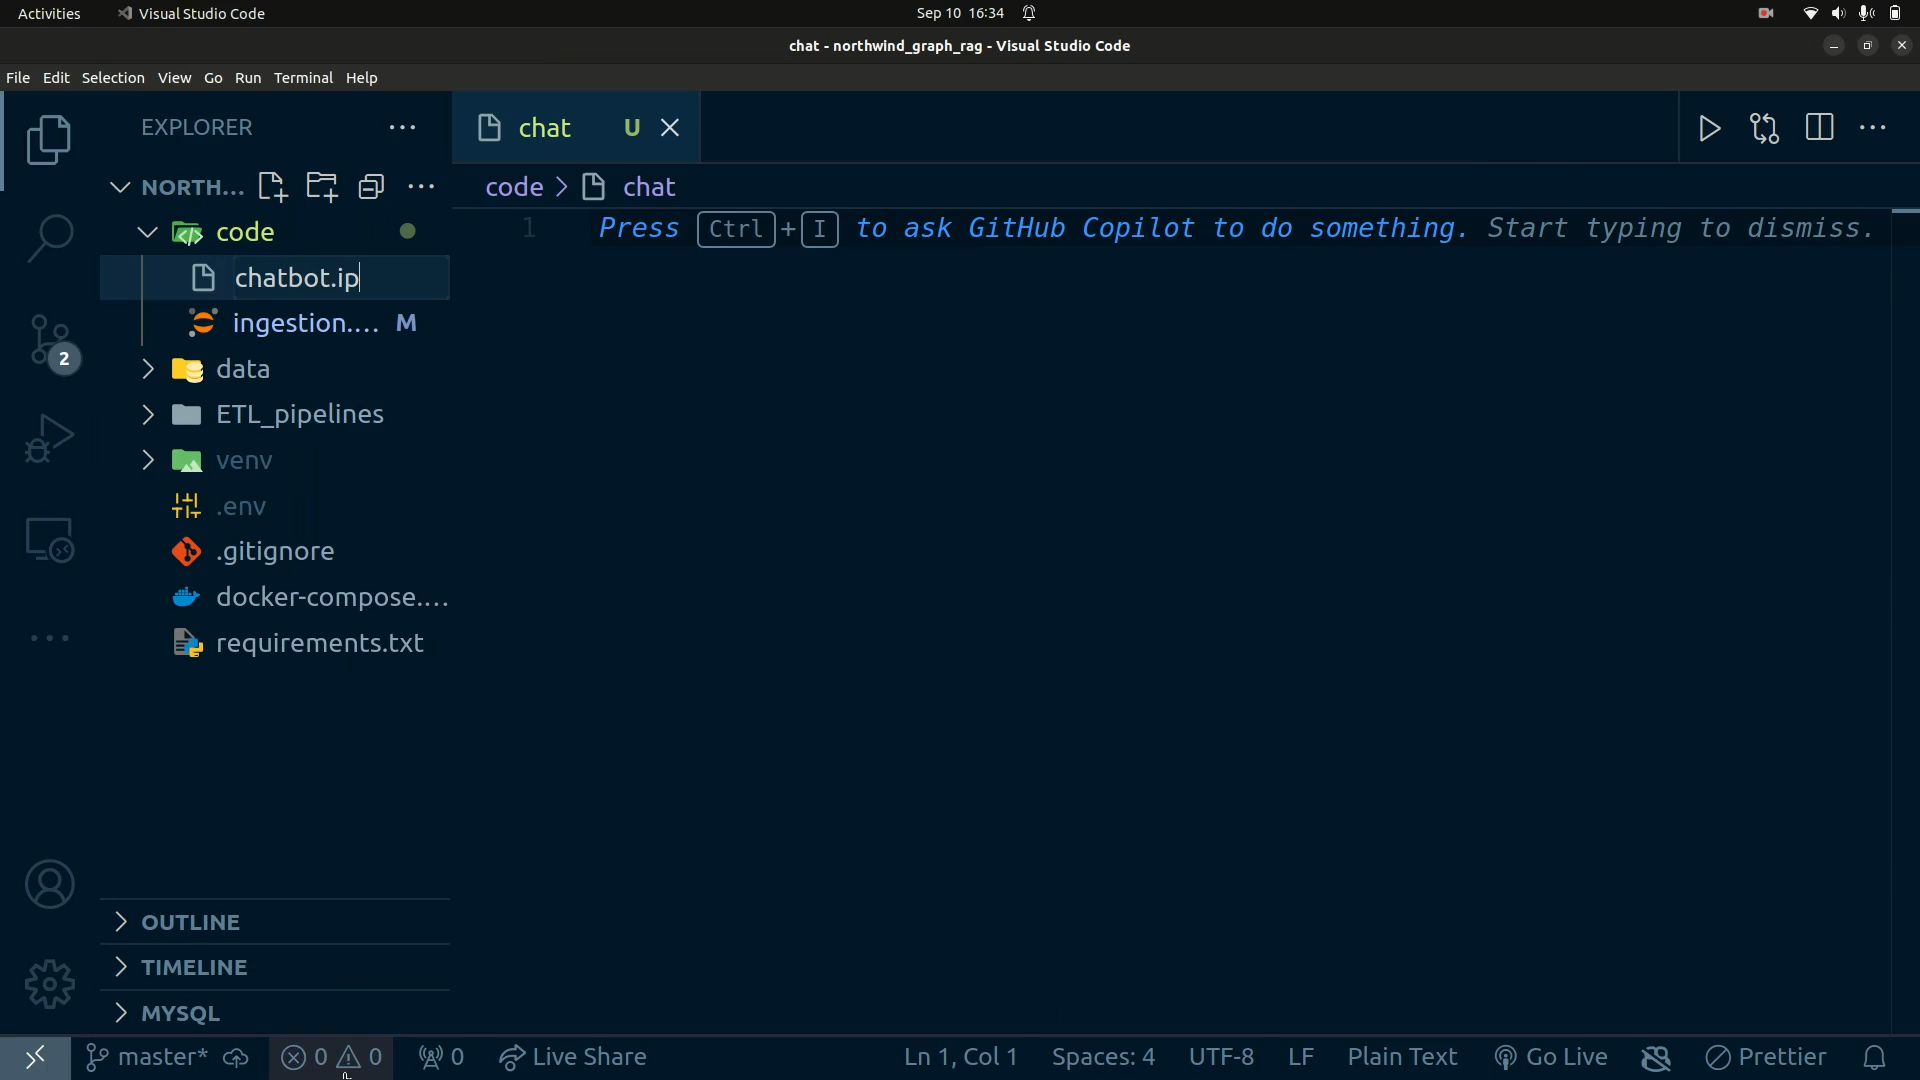 Activities Visual Studio Code Sep 10 16:34
chat - northwind_graph_rag - Visual Studio Code
File Edit Selection View Go Run Terminal Help
EXPLORER
NORTH...
code
chatbot.ip
ingestion.... M
data
ETL_pipelines
venv
.env
.gitignore
docker-compose....
requirements.txt
OUTLINE
TIMELINE
MYSQL
chat U
code > chat
1 Press Ctrl+I to ask GitHub Copilot to do something. Start typing to dismiss.
2
master* 0 0 0 Live Share Ln 1, Col 1 Spaces: 4 UTF-8 LF Plain Text Go Live Prettier